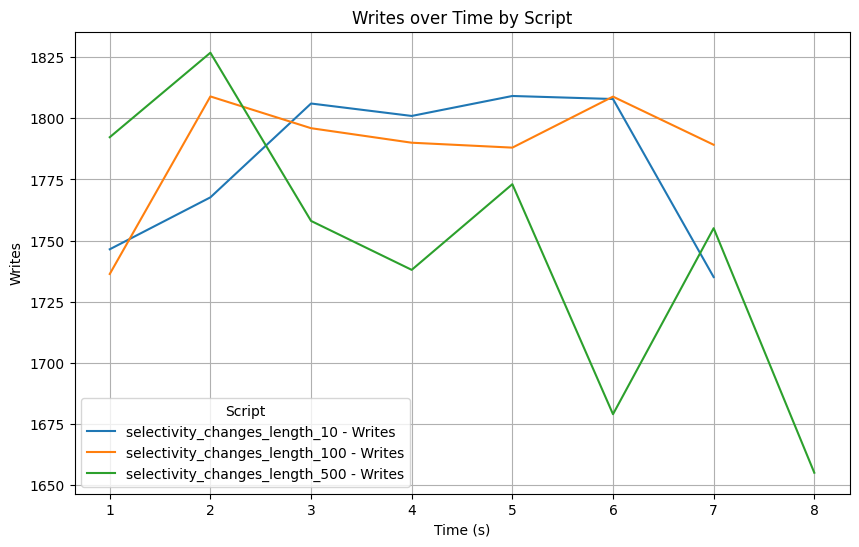 Writes over Time by Script
Writes
1825
1800
1775
1750
1725
1700
1675
1650
Script
selectivity_changes_length_10 - Writes
selectivity_changes_length_100 - Writes
selectivity_changes_length_500 - Writes
1 2 3 4 5 6 7 8
Time (s)